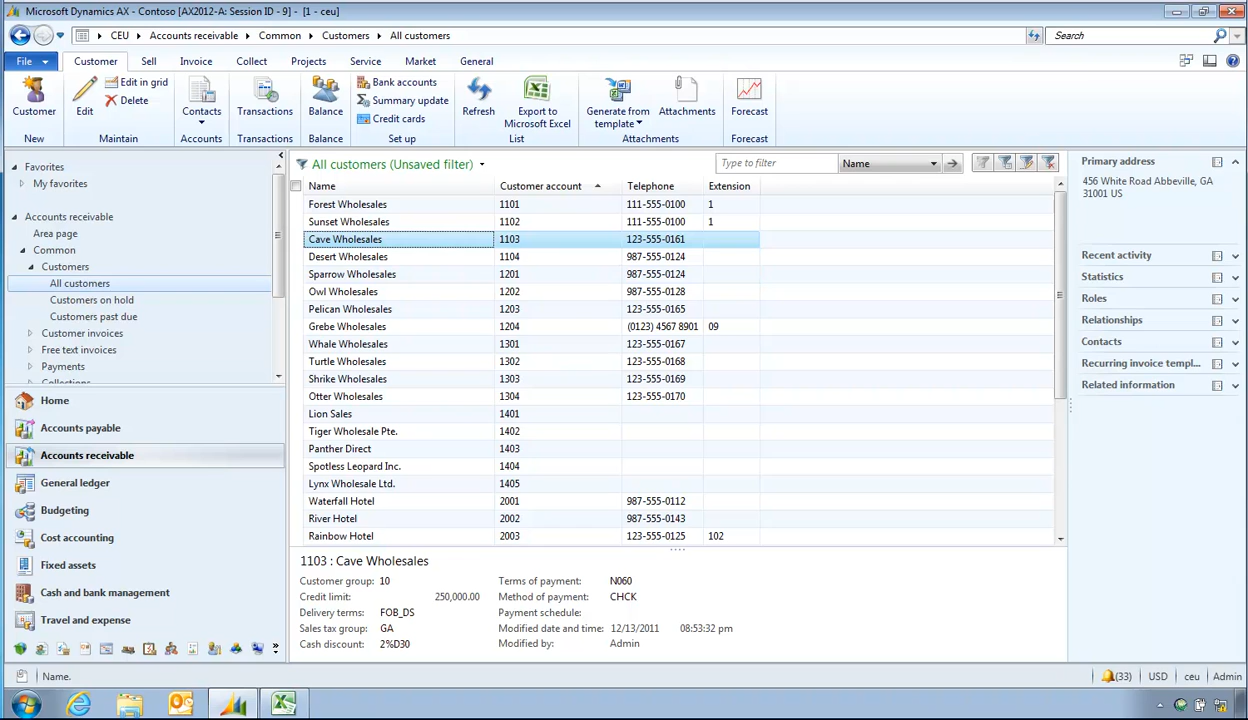 Microsoft Dynamics AX - Contoso [AX2012-A: Session ID - 9] - [1 - ceu]
CEU Accounts receivable Common Customers All customers Search
File Customer Sell Invoice Collect Projects Service Market General
Customer
New
Edit
Edit in grid
Delete
Maintain
Contacts
Accounts
Transactions
Transactions
Balance
Balance
Bank accounts
Summary update
Credit cards
Set up
Refresh
Export to
Microsoft Excel
List
Generate from
template
Attachments
Attachments
Forecast
Forecast
Favorites
My favorites
Accounts receivable
Area page
Common
Customers
All customers
Customers on hold
Customers past due
Customer invoices
Free text invoices
Payments
Collections
Home
Accounts payable
Accounts receivable
General ledger
Budgeting
Cost accounting
Fixed assets
Cash and bank management
Travel and expense
All customers (Unsaved filter) Type to filter Name
Name Customer account Telephone Extension
Forest Wholesales 1101 111-555-0100 1
Sunset Wholesales 1102 111-555-0100 1
Cave Wholesales 1103 123-555-0161
Desert Wholesales 1104 987-555-0124
Sparrow Wholesales 1201 987-555-0124
Owl Wholesales 1202 987-555-0128
Pelican Wholesales 1203 123-555-0165
Grebe Wholesales 1204 (0123) 4567 8901 09
Whale Wholesales 1301 123-555-0167
Turtle Wholesales 1302 123-555-0168
Shrike Wholesales 1303 123-555-0169
Otter Wholesales 1304 123-555-0170
Lion Sales 1401
Tiger Wholesale Pte. 1402
Panther Direct 1403
Spotless Leopard Inc. 1404
Lynx Wholesale Ltd. 1405
Waterfall Hotel 2001 987-555-0112
River Hotel 2002 987-555-0143
Rainbow Hotel 2003 123-555-0125 102
1103 : Cave Wholesales
Customer group: 10 Terms of payment: N060
Credit limit: 250,000.00 Method of payment: CHCK
Delivery terms: FOB_DS Payment schedule:
Sales tax group: GA Modified date and time: 12/13/2011 08:53:32 pm
Cash discount: 2%D30 Modified by: Admin
Primary address
456 White Road Abbeville, GA
31001 US
Recent activity
Statistics
Roles
Relationships
Contacts
Recurring invoice templ...
Related information
Name. (33) USD ceu Admin